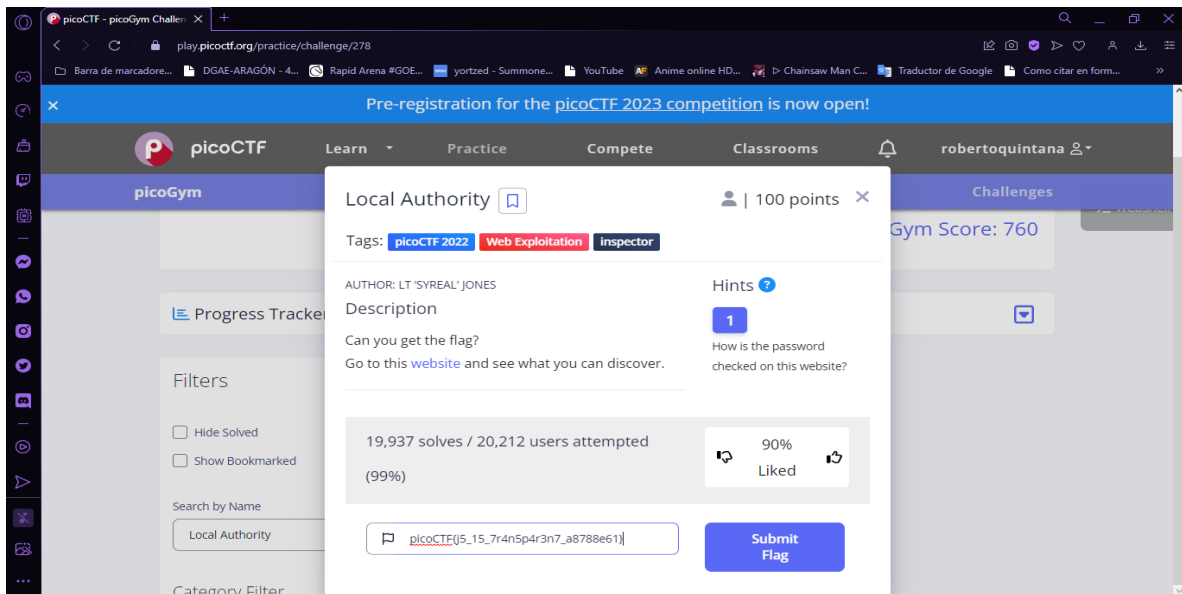 picoCTF - picoGym Challen
play.picoctf.org/practice/challenge/278
Barra de marcadore... DGAE-ARAGÓN - 4... Rapid Arena #GOE... yortzed - Summone... YouTube Anime online HD... ▷ Chainsaw Man C... Traductor de Google Como citar en form... »
Pre-registration for the picoCTF 2023 competition is now open!
picoCTF Learn Practice Compete Classrooms robertoquintana
picoGym Challenges
Local Authority | 100 points
Gym Score: 760
Tags: picoCTF 2022 Web Exploitation inspector
AUTHOR: LT 'SYREAL' JONES
Hints ?
Description
1
Progress Tracke
Can you get the flag?
How is the password
Go to this website and see what you can discover.
checked on this website?
Filters
Hide Solved
19,937 solves / 20,212 users attempted
(99%)
90%
Liked
Show Bookmarked
Search by Name
Local Authority
picoCTF{j5_15_7r4n5p4r3n7_a8788e61}
Submit
Flag
Category Filter